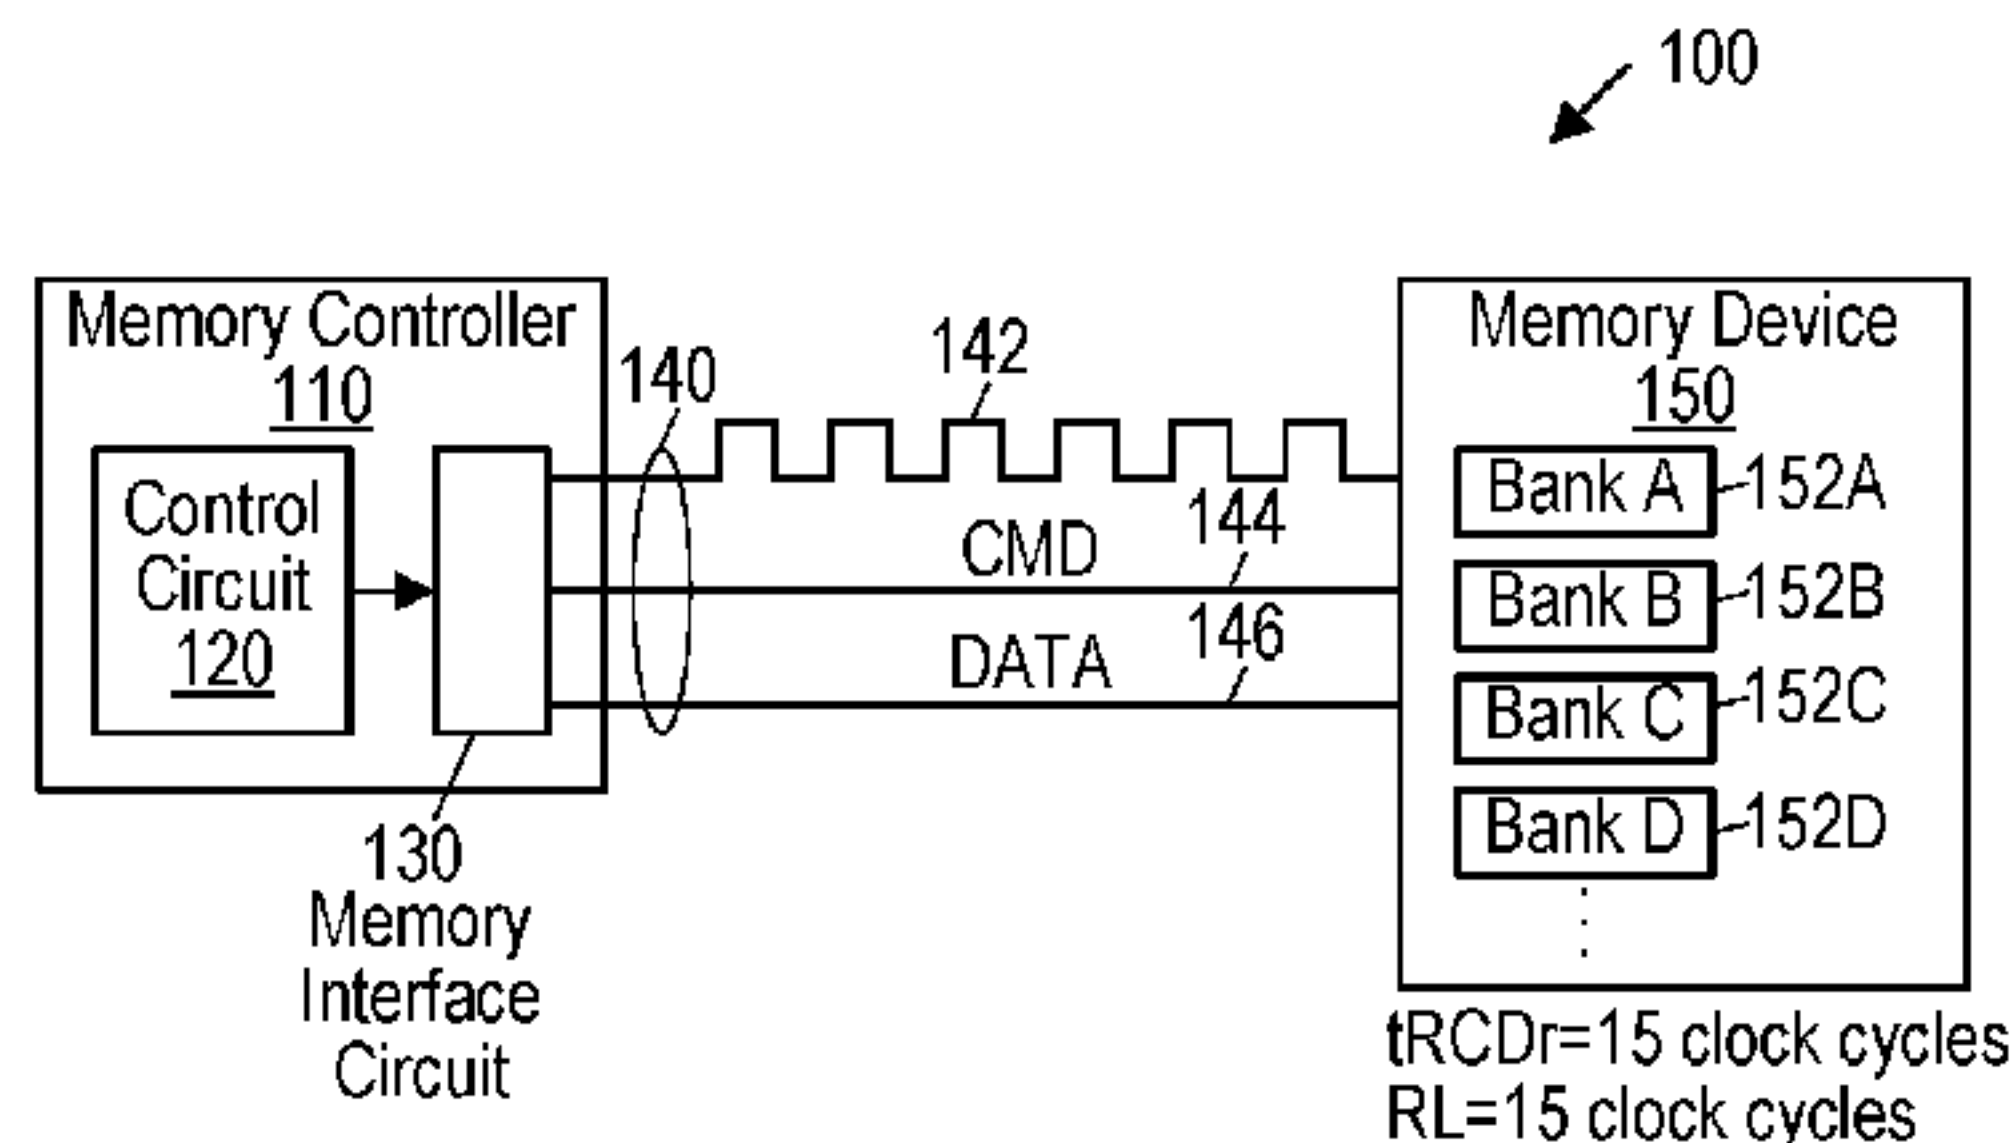 100
Memory Controller
110
Control
Circuit
120
130
Memory
Interface
Circuit
140
142
CMD
144
DATA
146
Memory Device
150
Bank A
152A
Bank B
152B
Bank C
152C
Bank D
152D
tRCDr=15 clock cycles
RL=15 clock cycles